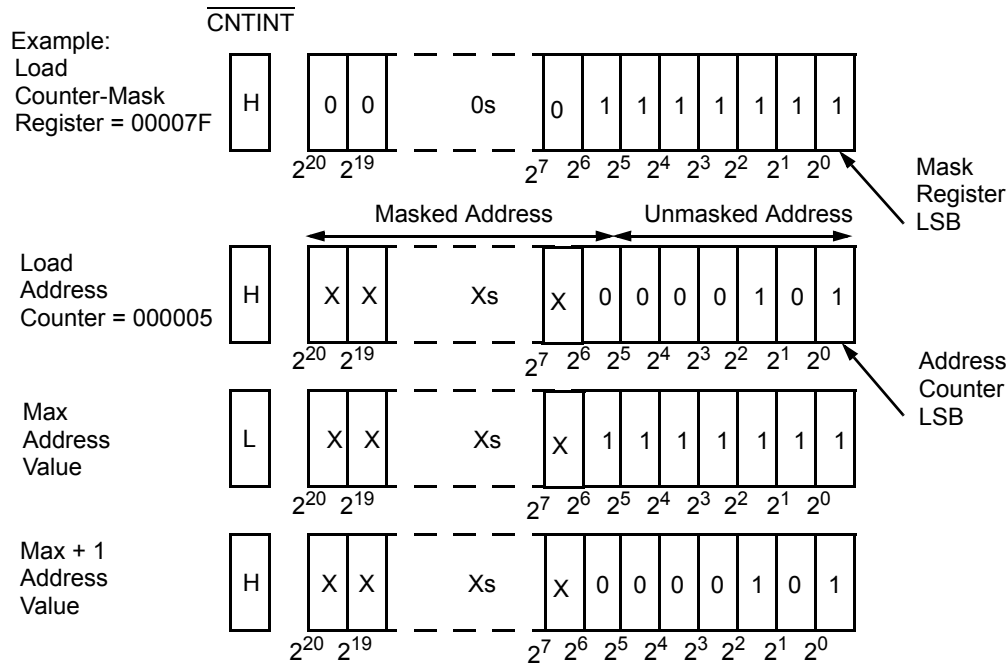 CNTINT
Example:
Load
Counter-Mask
Register = 00007F
H 0 0 0s 0 1 1 1 1 1 1 1
2^20 2^19 2^7 2^6 2^5 2^4 2^3 2^2 2^1 2^0
Mask
Register
LSB
Masked Address Unmasked Address
Load
Address
Counter = 000005
H X X Xs X 0 0 0 0 1 0 1
2^20 2^19 2^7 2^6 2^5 2^4 2^3 2^2 2^1 2^0
Address
Counter
LSB
Max
Address
Value
L X X Xs X 1 1 1 1 1 1 1
2^20 2^19 2^7 2^6 2^5 2^4 2^3 2^2 2^1 2^0
Max + 1
Address
Value
H X X Xs X 0 0 0 0 1 0 1
2^20 2^19 2^7 2^6 2^5 2^4 2^3 2^2 2^1 2^0